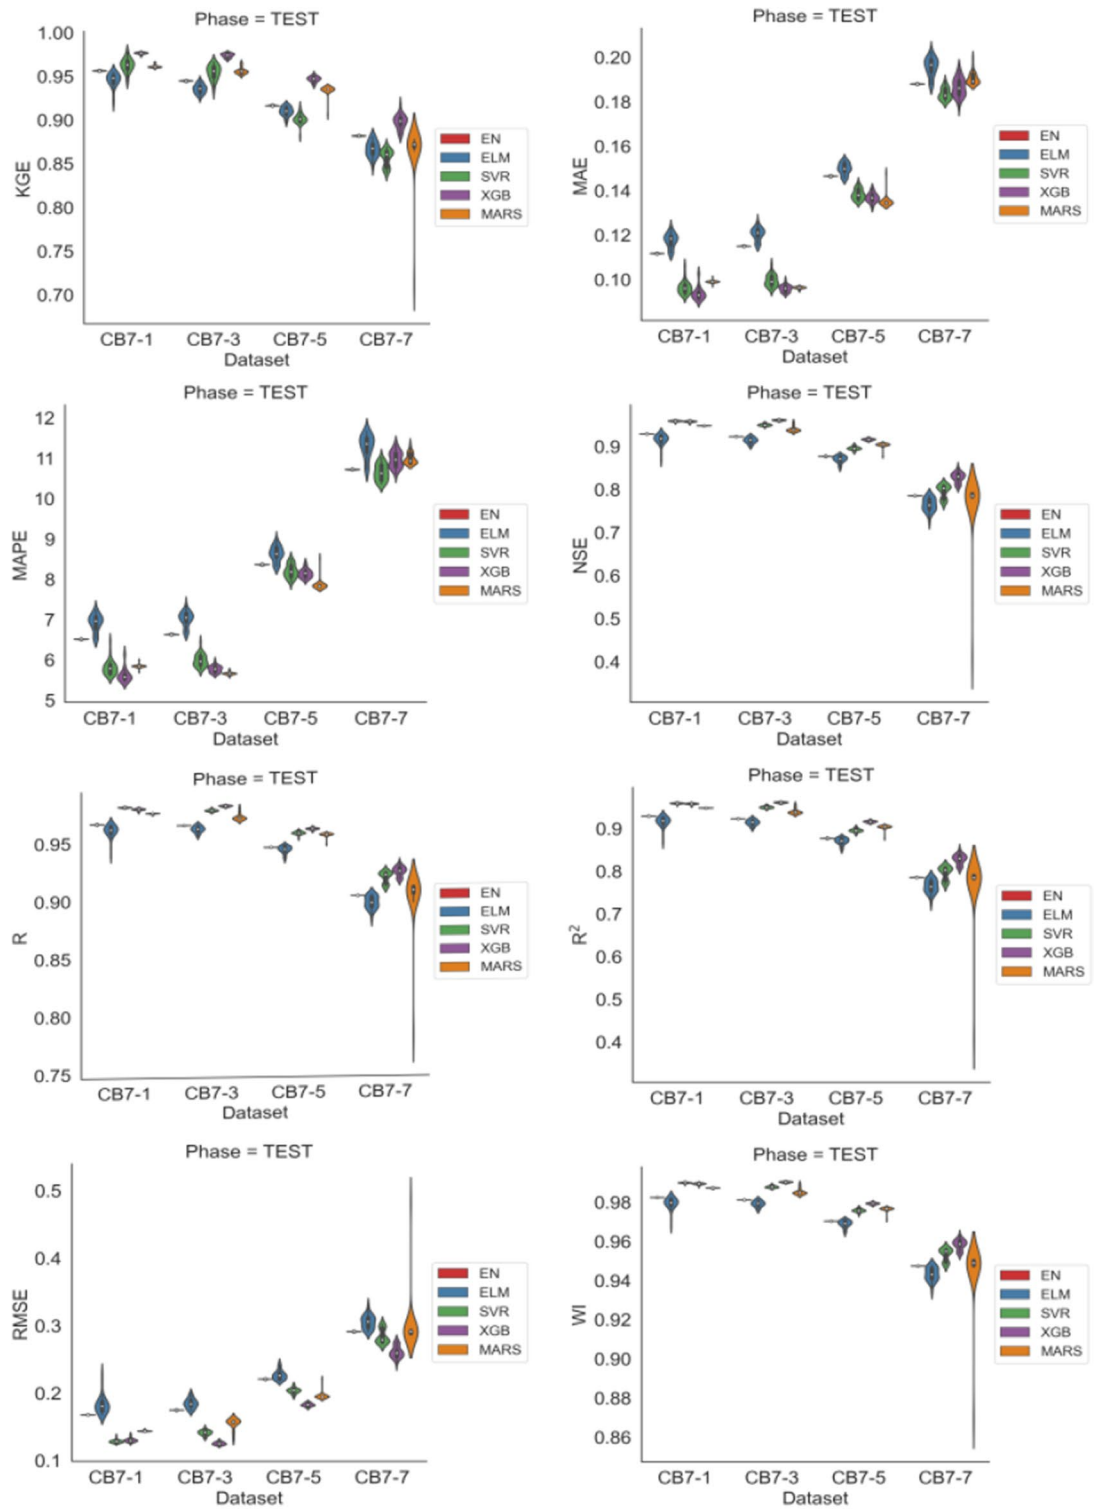 Phase = TEST
1.00
0.95
0.90
0.85
0.80
0.75
0.70
KGE
CB7-1 CB7-3 CB7-5 CB7-7
Dataset
EN
ELM
SVR
XGB
MARS
Phase = TEST
0.20
0.18
0.16
0.14
0.12
0.10
MAE
CB7-1 CB7-3 CB7-5 CB7-7
Dataset
EN
ELM
SVR
XGB
MARS
Phase = TEST
12
11
10
9
8
7
6
5
MAPE
CB7-1 CB7-3 CB7-5 CB7-7
Dataset
EN
ELM
SVR
XGB
MARS
Phase = TEST
0.9
0.8
0.7
0.6
0.5
0.4
NSE
CB7-1 CB7-3 CB7-5 CB7-7
Dataset
EN
ELM
SVR
XGB
MARS
Phase = TEST
0.95
0.90
0.85
0.80
0.75
R
CB7-1 CB7-3 CB7-5 CB7-7
Dataset
EN
ELM
SVR
XGB
MARS
Phase = TEST
0.9
0.8
0.7
0.6
0.5
0.4
R²
CB7-1 CB7-3 CB7-5 CB7-7
Dataset
EN
ELM
SVR
XGB
MARS
Phase = TEST
0.5
0.4
0.3
0.2
0.1
RMSE
CB7-1 CB7-3 CB7-5 CB7-7
Dataset
EN
ELM
SVR
XGB
MARS
Phase = TEST
0.98
0.96
0.94
0.92
0.90
0.88
0.86
WI
CB7-1 CB7-3 CB7-5 CB7-7
Dataset
EN
ELM
SVR
XGB
MARS